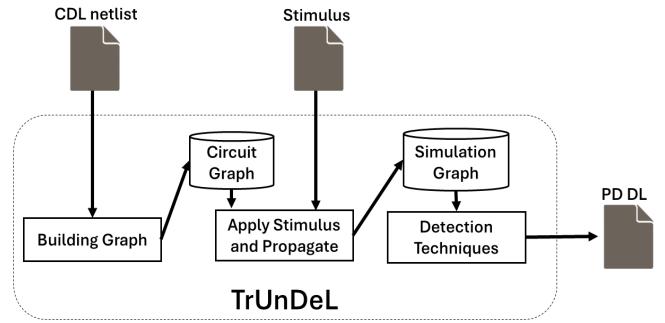 CDL netlist
Stimulus
Circuit
Graph
Simulation
Graph
PD DL
Building Graph
Apply Stimulus
and Propagate
Detection
Techniques
TrUnDeL